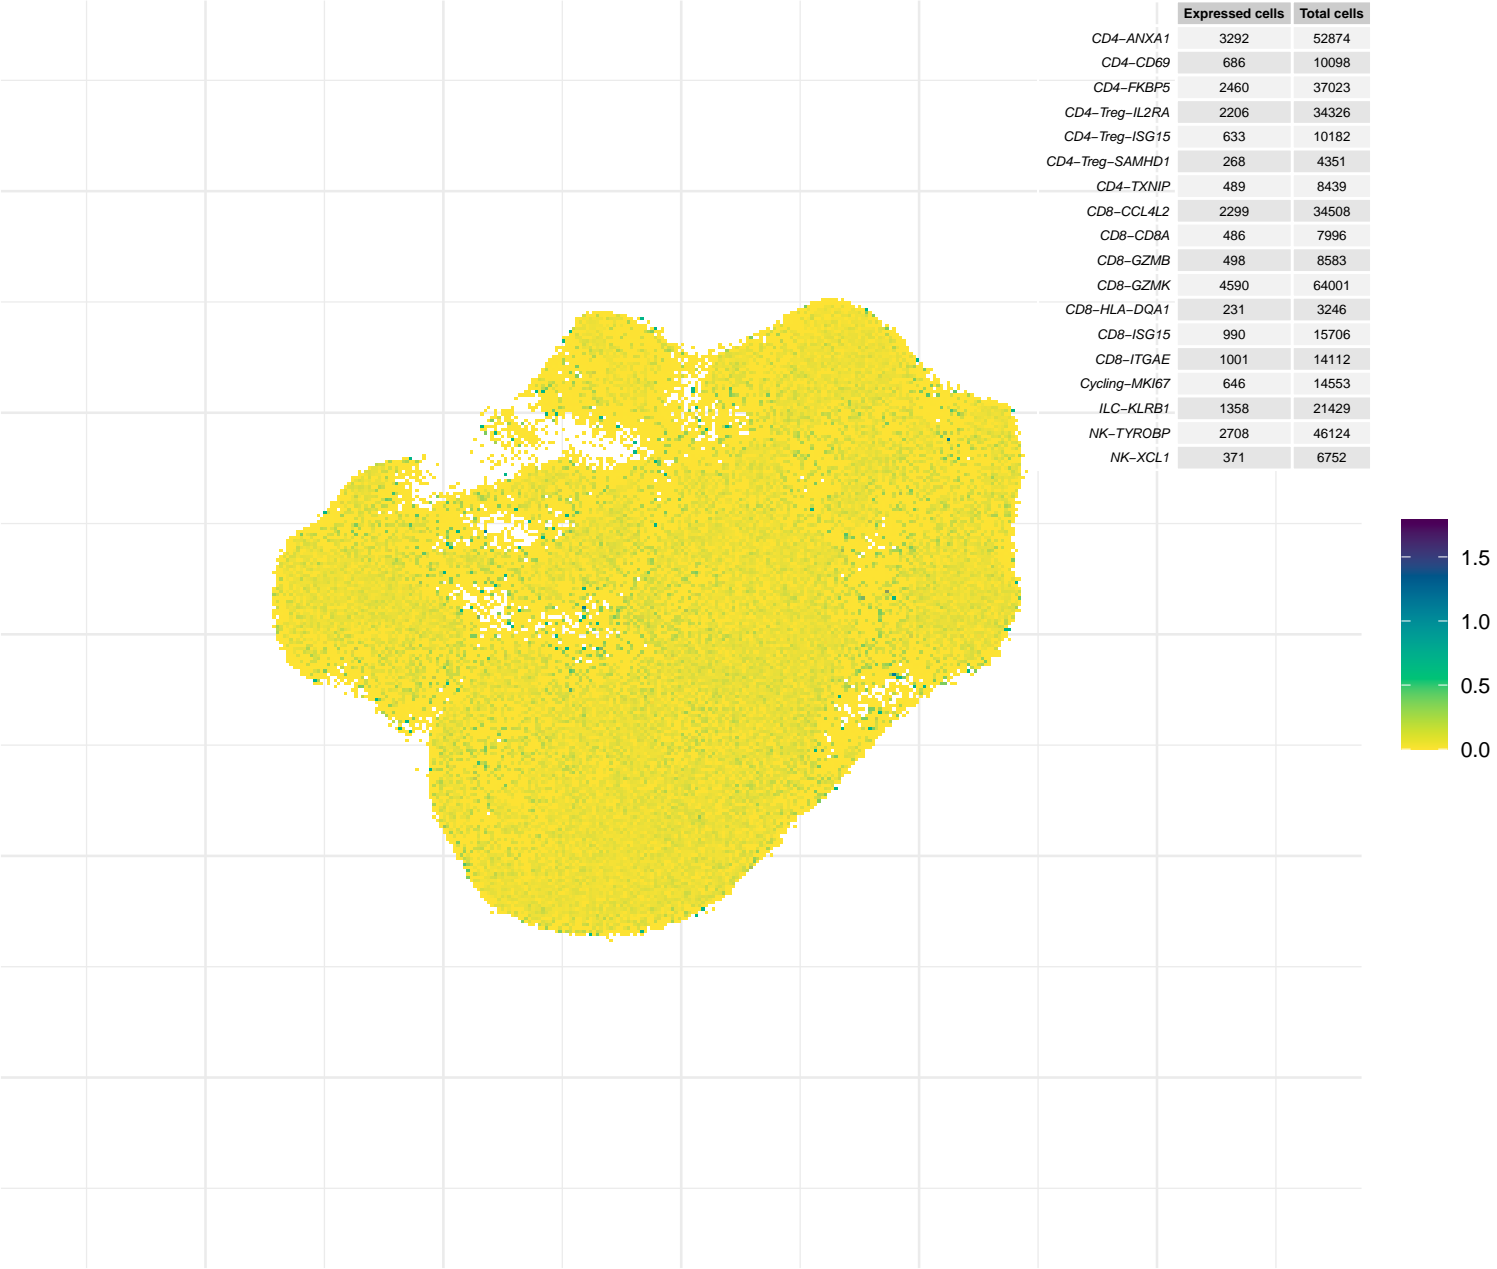 Expressed cells Total cells
CD4−ANXA1 3292 52874
CD4−CD69 686 10098
CD4−FKBP5 2460 37023
CD4−Treg−IL2RA 2206 34326
CD4−Treg−ISG15 633 10182
CD4−Treg−SAMHD1 268 4351
CD4−TXNIP 489 8439
CD8−CCL4L2 2299 34508
CD8−CD8A 486 7996
CD8−GZMB 498 8583
CD8−GZMK 4590 64001
CD8−HLA−DQA1 231 3246
CD8−ISG15 990 15706
CD8−ITGAE 1001 14112
Cycling−MKI67 646 14553
ILC−KLRB1 1358 21429
NK−TYROBP 2708 46124
NK−XCL1 371 6752
1.5
1.0
0.5
0.0